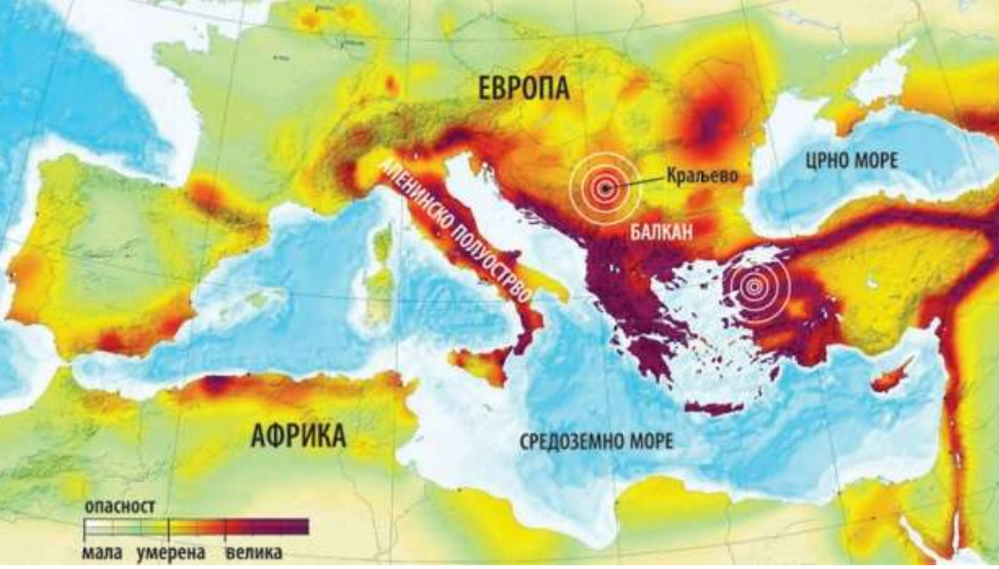 ЕВРОПА
Краљево
ЦРНО МОРЕ
АПЕНИНСКО ПОЛУОСТРВО
БАЛКАН
АФРИКА
СРЕДОЗЕМНО МОРЕ
опасност
мала умерена велика